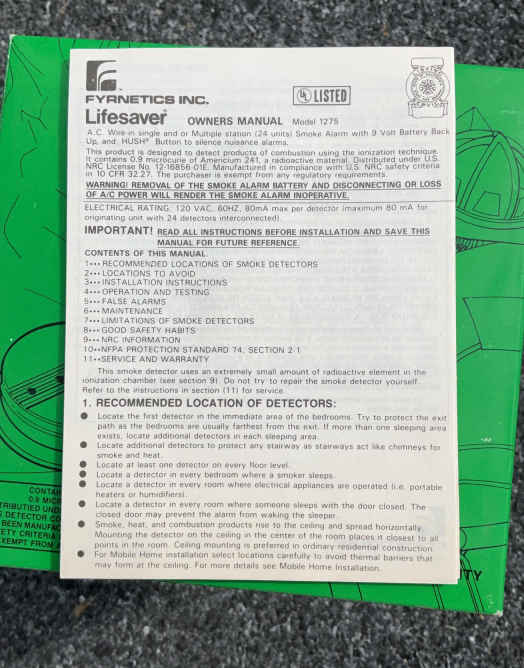 FYRNETICS INC.
UL LISTED
Lifesaver® OWNERS MANUAL Model 1275
A.C. Wire-in single and or Multiple station (24 units) Smoke Alarm with 9 Volt Battery Back
Up, and HUSH® Button to silence nuisance alarms.
This product is designed to detect products of combustion using the ionization technique.
It contains 0.9 microcurie of Americium 241, a radioactive material. Distributed under U.S.
NRC License No. 12-16856-01E. Manufactured in compliance with U.S. NRC safety criteria
in 10 CFR 32.27. The purchaser is exempt from any regulatory requirements.
WARNING! REMOVAL OF THE SMOKE ALARM BATTERY AND DISCONNECTING OR LOSS
OF A/C POWER WILL RENDER THE SMOKE ALARM INOPERATIVE.
ELECTRICAL RATING: 120 VAC, 60HZ, 80mA max per detector (maximum 80 mA for
originating unit with 24 detectors interconnected).
IMPORTANT! READ ALL INSTRUCTIONS BEFORE INSTALLATION AND SAVE THIS
MANUAL FOR FUTURE REFERENCE.
CONTENTS OF THIS MANUAL
1••• RECOMMENDED LOCATIONS OF SMOKE DETECTORS
2••• LOCATIONS TO AVOID
3••• INSTALLATION INSTRUCTIONS
4••• OPERATION AND TESTING
5••• FALSE ALARMS
6••• MAINTENANCE
7••• LIMITATIONS OF SMOKE DETECTORS
8••• GOOD SAFETY HABITS
9••• NRC INFORMATION
10••NFPA PROTECTION STANDARD 74, SECTION 2-1
11••SERVICE AND WARRANTY
This smoke detector uses an extremely small amount of radioactive element in the
ionization chamber (see section 9). Do not try to repair the smoke detector yourself.
Refer to the instructions in section (11) for service.
1. RECOMMENDED LOCATION OF DETECTORS:
● Locate the first detector in the immediate area of the bedrooms. Try to protect the exit
path as the bedrooms are usually farthest from the exit. If more than one sleeping area
exists, locate additional detectors in each sleeping area.
● Locate additional detectors to protect any stairway as stairways act like chimneys for
smoke and heat.
● Locate at least one detector on every floor level.
● Locate a detector in every bedroom where a smoker sleeps.
● Locate a detector in every room where electrical appliances are operated (i.e. portable
heaters or humidifiers).
● Locate a detector in every room where someone sleeps with the door closed. The
closed door may prevent the alarm from waking the sleeper.
● Smoke, heat, and combustion products rise to the ceiling and spread horizontally.
Mounting the detector on the ceiling in the center of the room places it closest to all
points in the room. Ceiling mounting is preferred in ordinary residential construction.
● For Mobile Home installation select locations carefully to avoid thermal barriers that
may form at the ceiling. For more details see Mobile Home Installation.
CONTAI
0.9 MICR
TRIBUTED UND
DETECTOR CO
BEEN MANUFAC
ETY CRITERIA
EXEMPT FROM A
TY